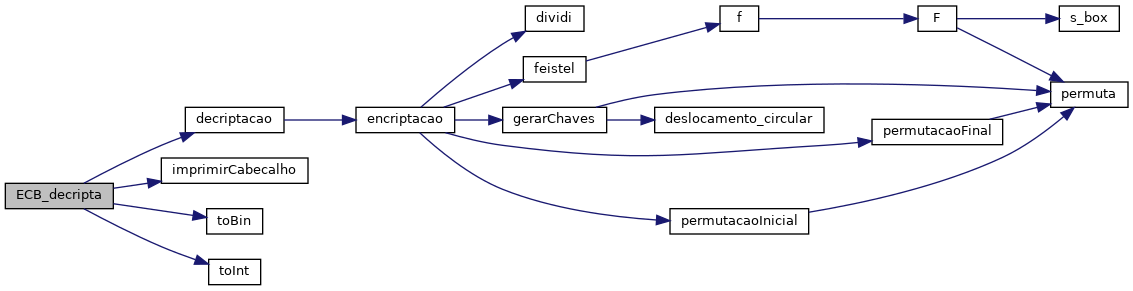 dividi
f
F
s_box
feistel
permuta
decriptacao
encriptacao
gerarChaves
deslocamento_circular
permutacaoFinal
imprimirCabecalho
ECB_decripta
toBin
permutacaoInicial
toInt